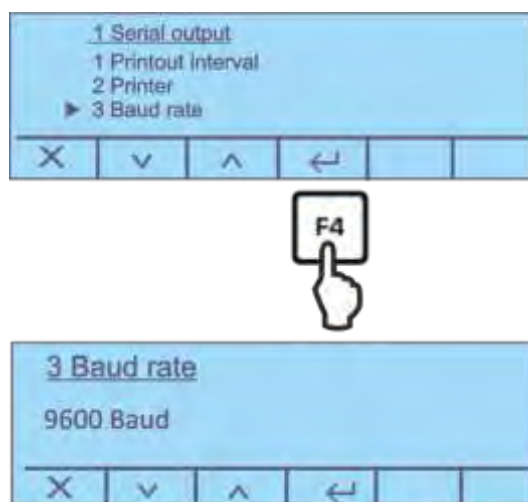 1 Serial output
1 Printout interval
2 Printer
▶ 3 Baud rate
F4
3 Baud rate
9600 Baud